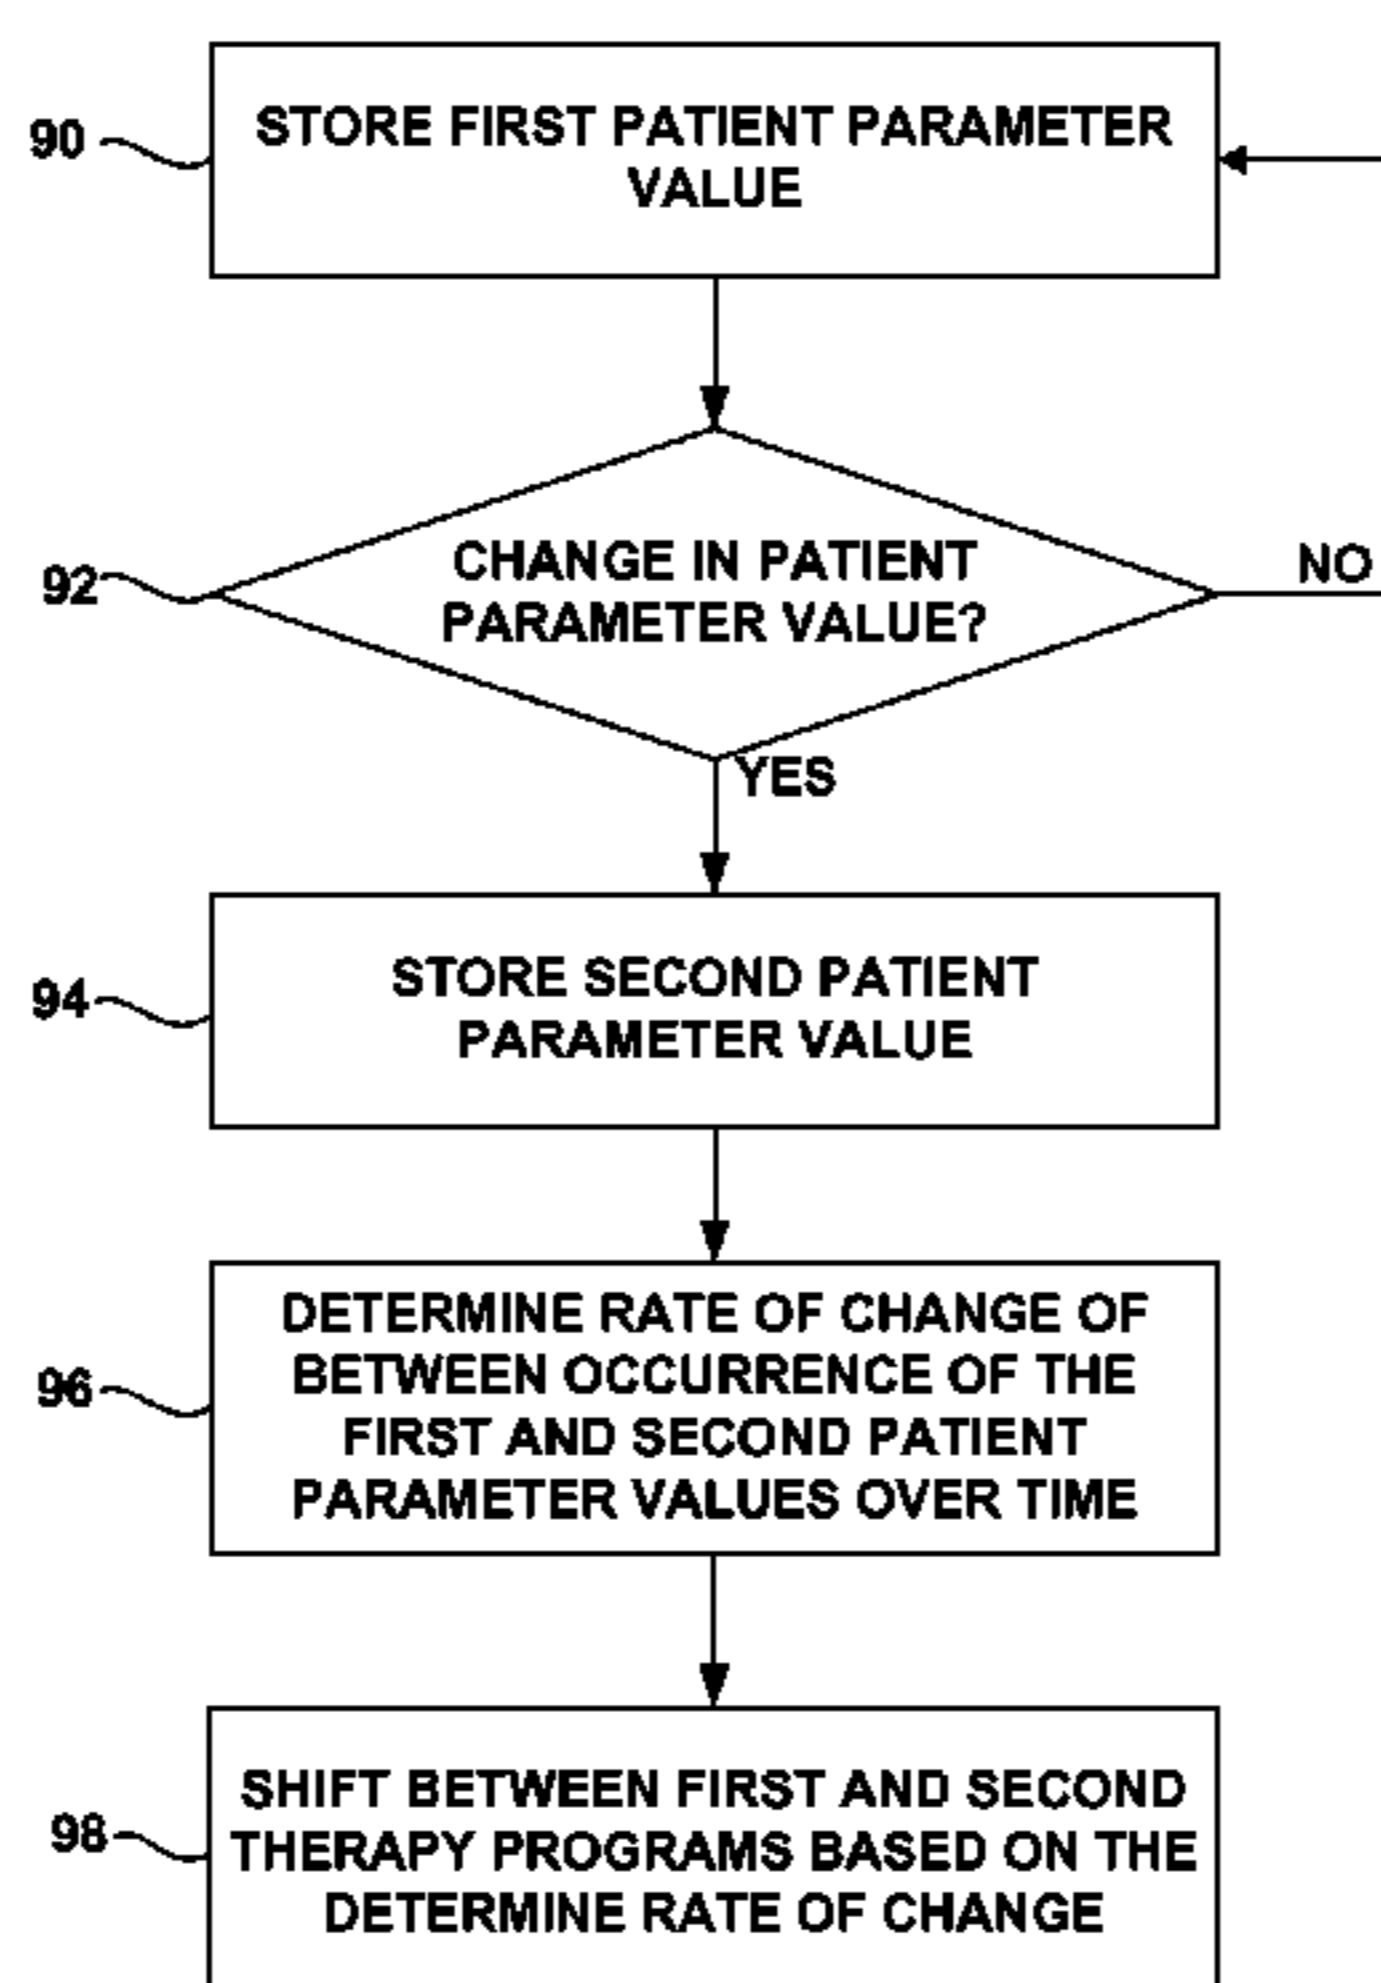 90
STORE FIRST PATIENT PARAMETER
VALUE
92
CHANGE IN PATIENT
PARAMETER VALUE?
NO
YES
94
STORE SECOND PATIENT
PARAMETER VALUE
96
DETERMINE RATE OF CHANGE OF
BETWEEN OCCURRENCE OF THE
FIRST AND SECOND PATIENT
PARAMETER VALUES OVER TIME
98
SHIFT BETWEEN FIRST AND SECOND
THERAPY PROGRAMS BASED ON THE
DETERMINE RATE OF CHANGE